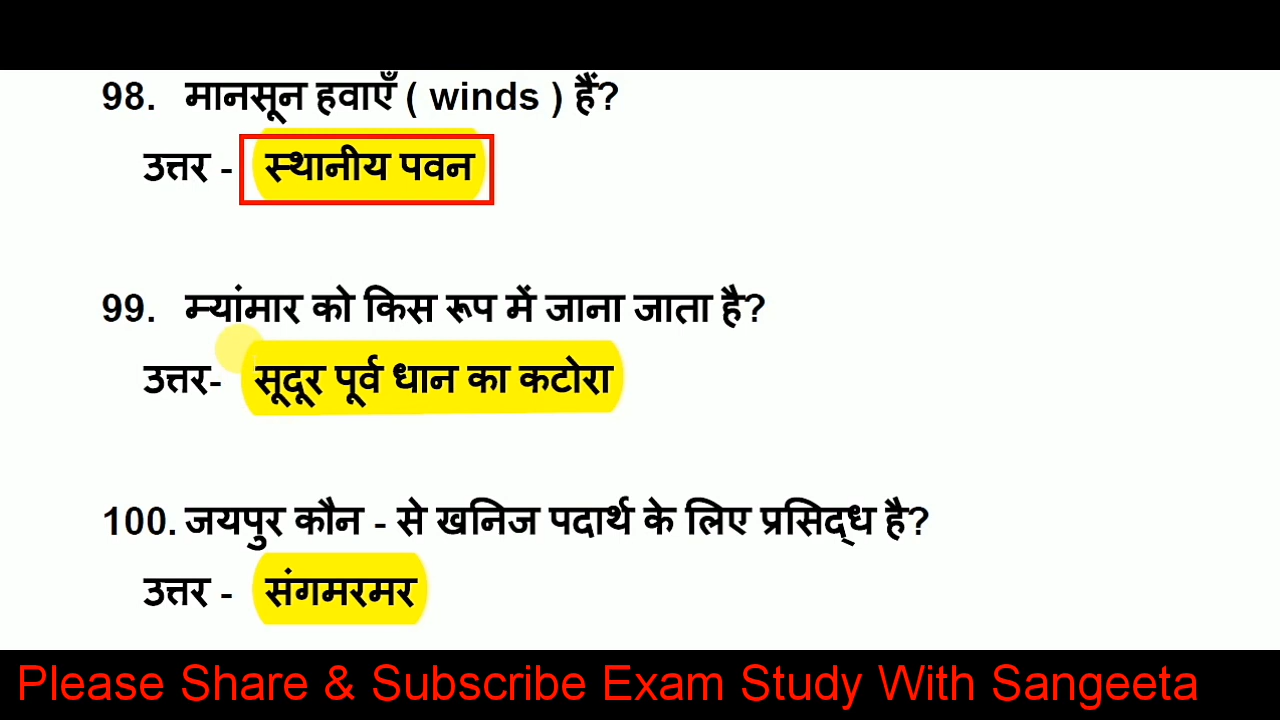 98. मानसून हवाएँ ( winds ) हैं?
उत्तर - स्थानीय पवन
99. म्यांमार को किस रूप में जाना जाता है?
उत्तर- सूदूर पूर्व धान का कटोरा
100. जयपुर कौन - से खनिज पदार्थ के लिए प्रसिद्ध है?
उत्तर - संगमरमर
Please Share & Subscribe Exam Study With Sangeeta